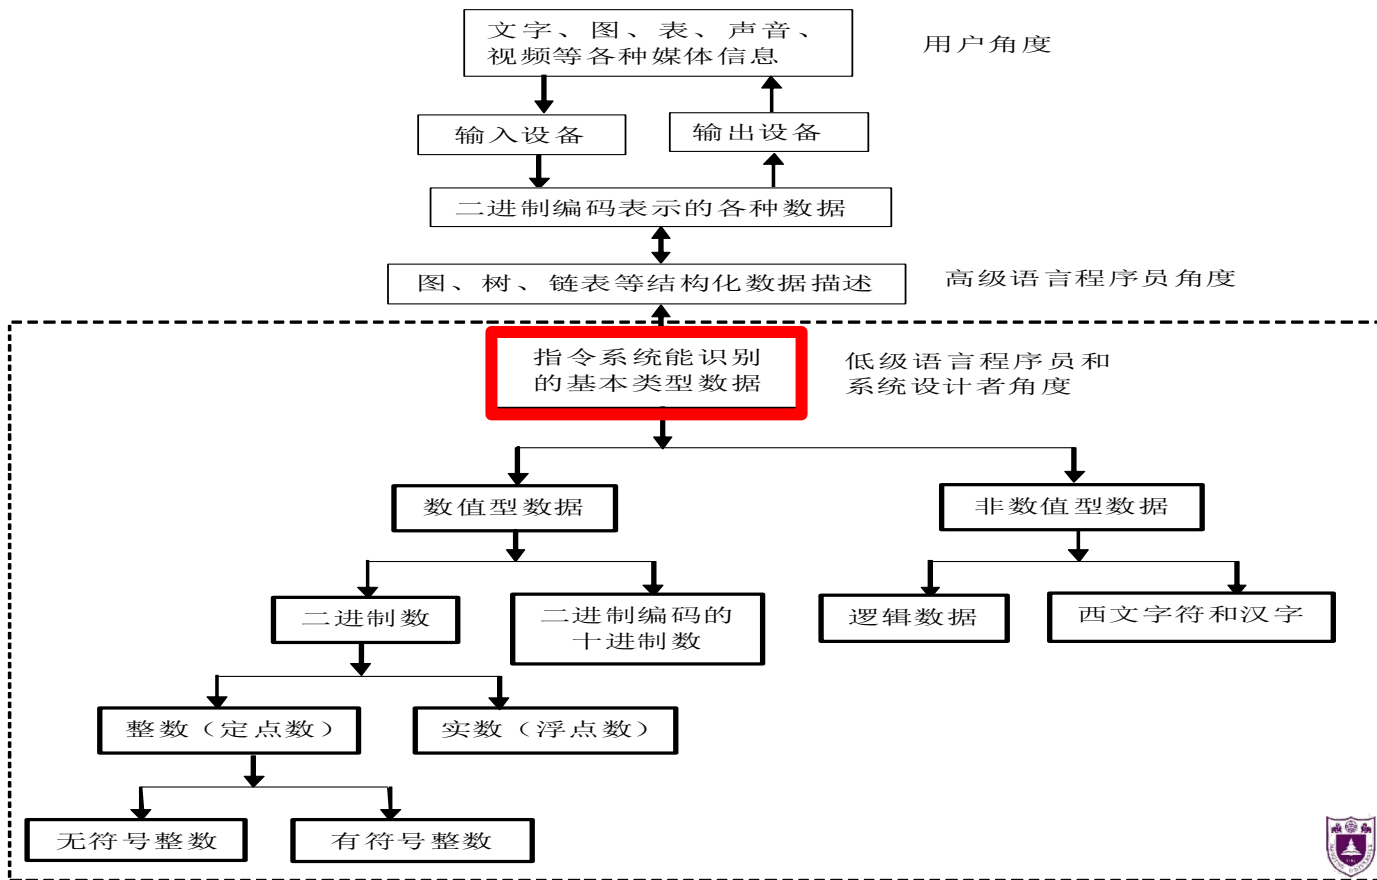 文字、图、表、声音、
视频等各种媒体信息
用户角度
输入设备
输出设备
二进制编码表示的各种数据
图、树、链表等结构化数据描述
高级语言程序员角度
指令系统能识别
的基本类型数据
低级语言程序员和
系统设计者角度
数值型数据
非数值型数据
二进制数
二进制编码的
十进制数
逻辑数据
西文字符和汉字
整数（定点数）
实数（浮点数）
无符号整数
有符号整数